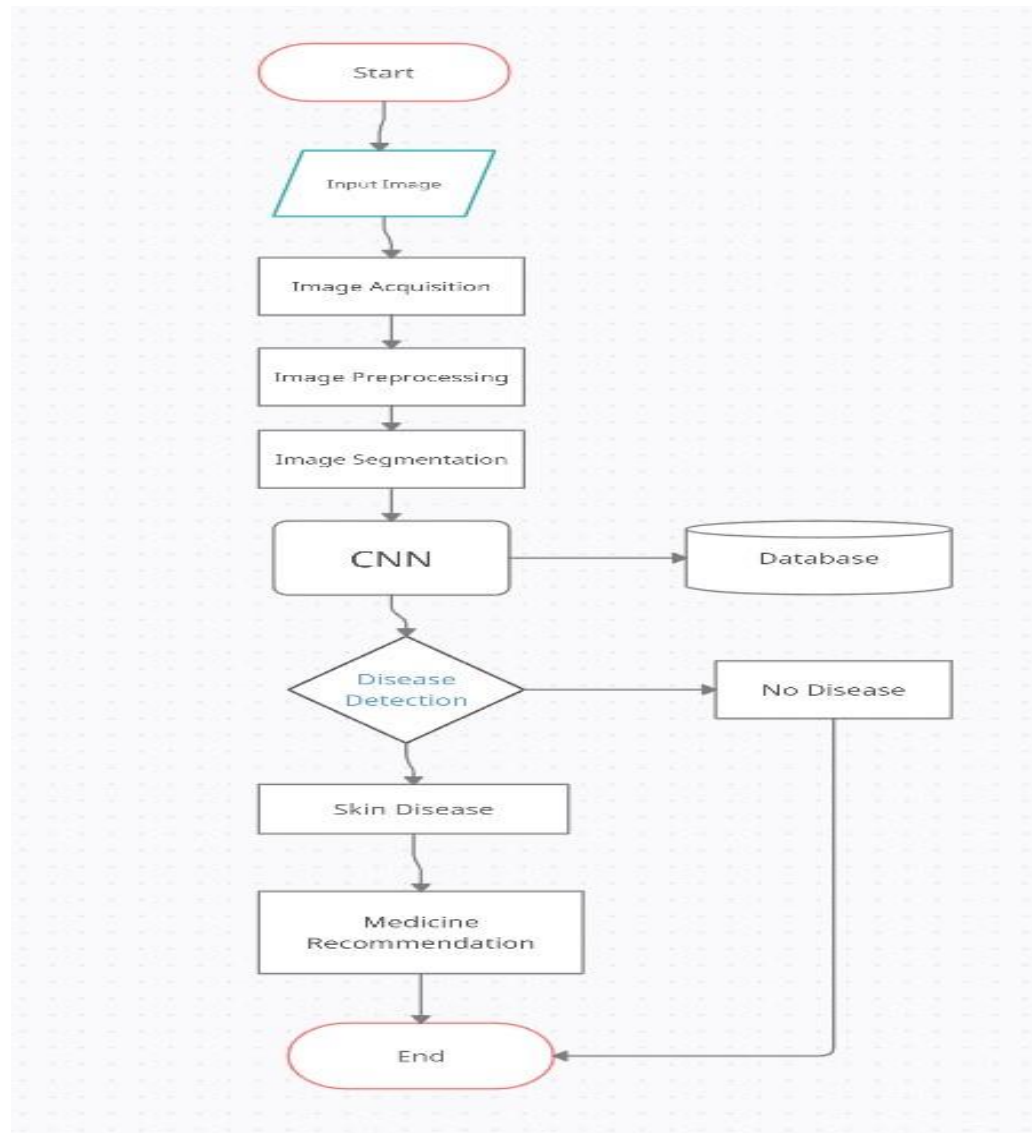 Start
Input Image
Image Acquisition
Image Preprocessing
Image Segmentation
CNN
Database
Disease
Detection
No Disease
Skin Disease
Medicine
Recommendation
End